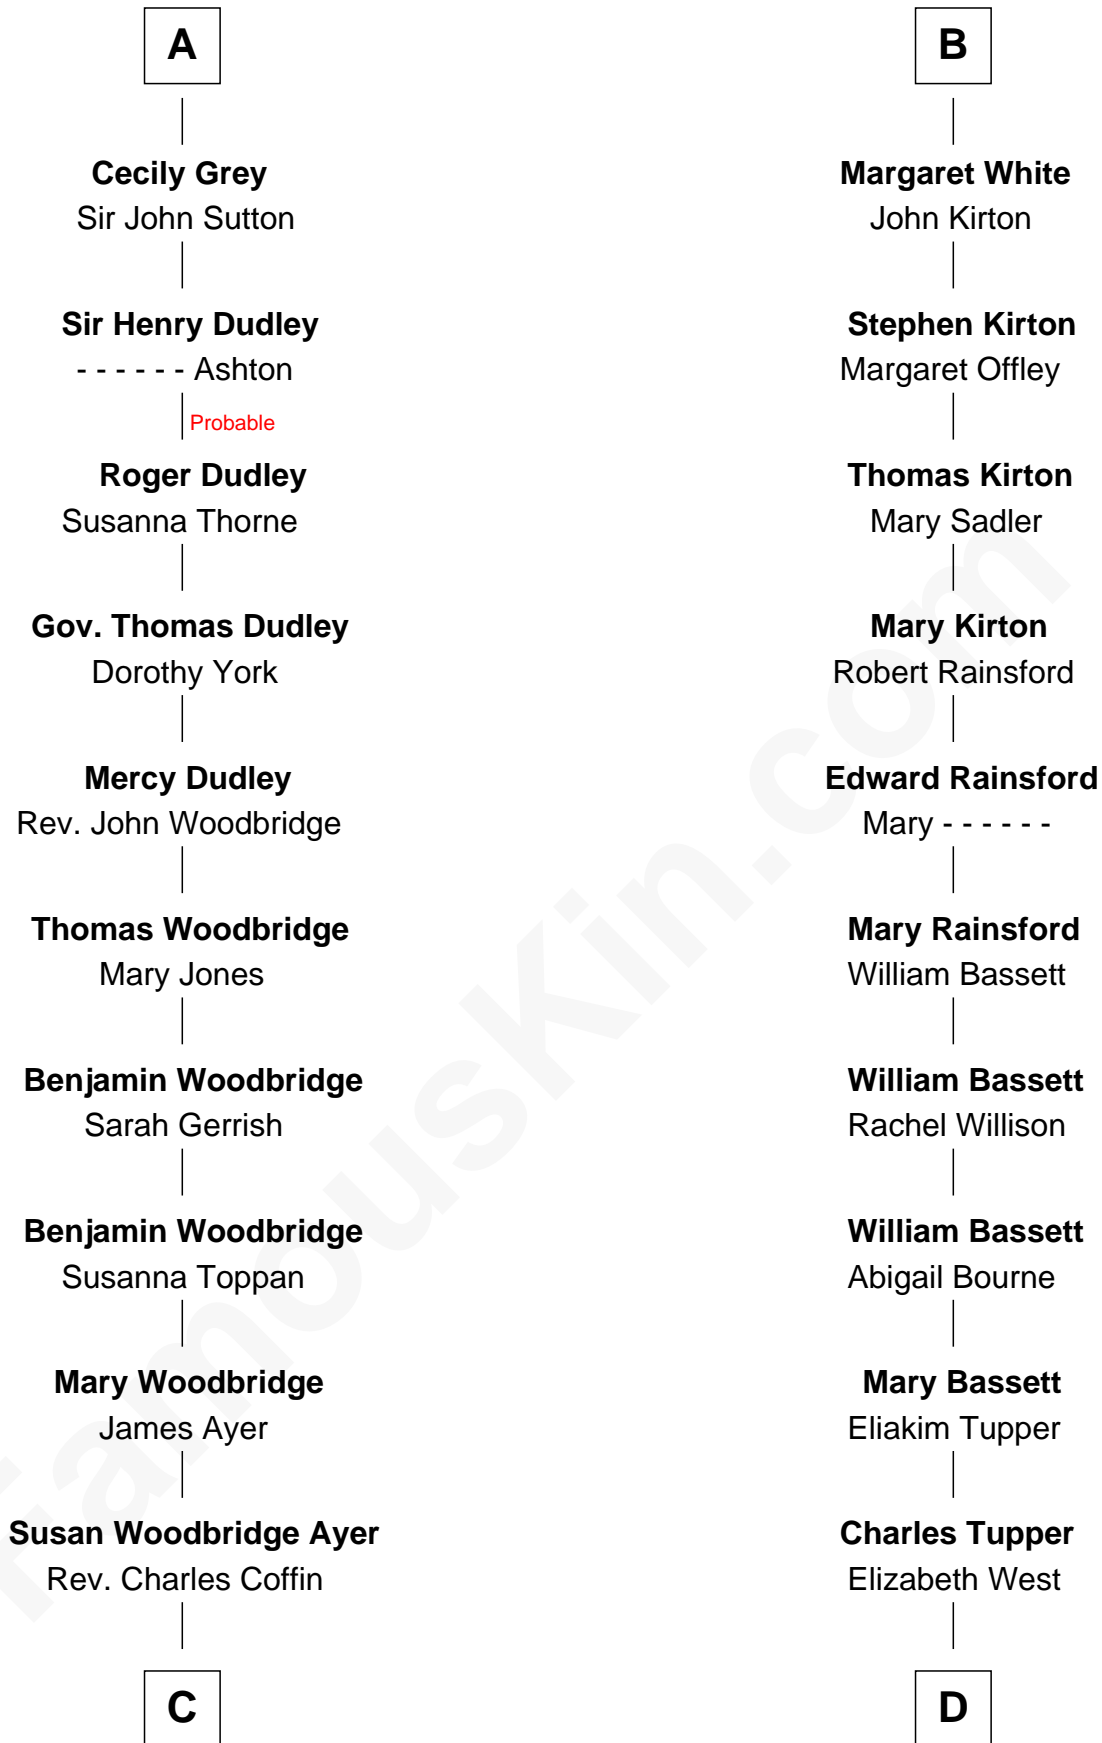 A
Cecily Grey
Sir John Sutton
Sir Henry Dudley
- - - - - - Ashton
Probable
Roger Dudley
Susanna Thorne
Gov. Thomas Dudley
Dorothy York
Mercy Dudley
Rev. John Woodbridge
Thomas Woodbridge
Mary Jones
Benjamin Woodbridge
Sarah Gerrish
Benjamin Woodbridge
Susanna Toppan
Mary Woodbridge
James Ayer
Susan Woodbridge Ayer
Rev. Charles Coffin
C
B
Margaret White
John Kirton
Stephen Kirton
Margaret Offley
Thomas Kirton
Mary Sadler
Mary Kirton
Robert Rainsford
Edward Rainsford
Mary - - - - - -
Mary Rainsford
William Bassett
William Bassett
Rachel Willison
William Bassett
Abigail Bourne
Mary Bassett
Eliakim Tupper
Charles Tupper
Elizabeth West
D
FamousKin.com